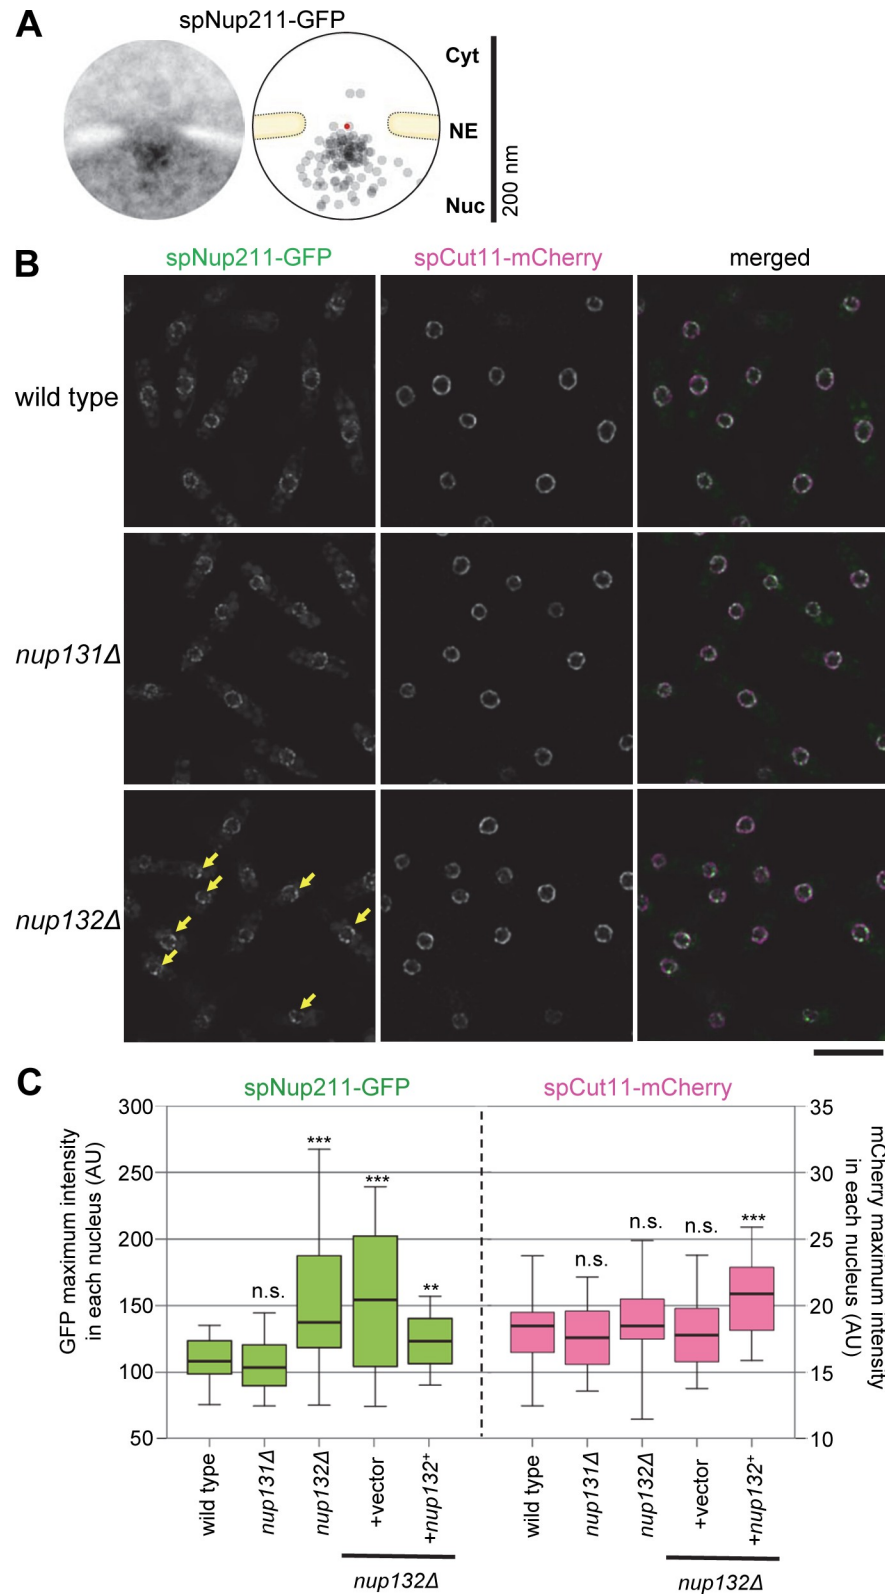 A
spNup211-GFP
Cyt
NE
Nuc
200 nm
B
spNup211-GFP
spCut11-mCherry
merged
wild type
nup131Δ
nup132Δ
C
spNup211-GFP
spCut11-mCherry
GFP maximum intensity
in each nucleus (AU)
300
250
200
150
100
50
n.s.
***
***
**
n.s.
n.s.
n.s.
***
35
30
25
20
15
10
mCherry maximum intensity
in each nucleus (AU)
wild type
nup131Δ
nup132Δ
+vector
+nup132⁺
nup132Δ
wild type
nup131Δ
nup132Δ
+vector
+nup132⁺
nup132Δ